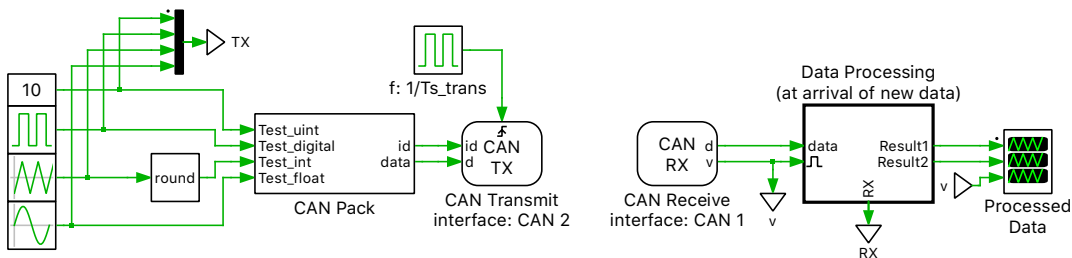 TX
10
round
Test_uint
Test_digital
Test_int
Test_float
id
data
CAN Pack
f: 1/Ts_trans
id
d
CAN
TX
CAN Transmit
interface: CAN 2
CAN
RX
d
v
CAN Receive
interface: CAN 1
v
Data Processing
(at arrival of new data)
data
Result1
Result2
RX
RX
v
Processed
Data